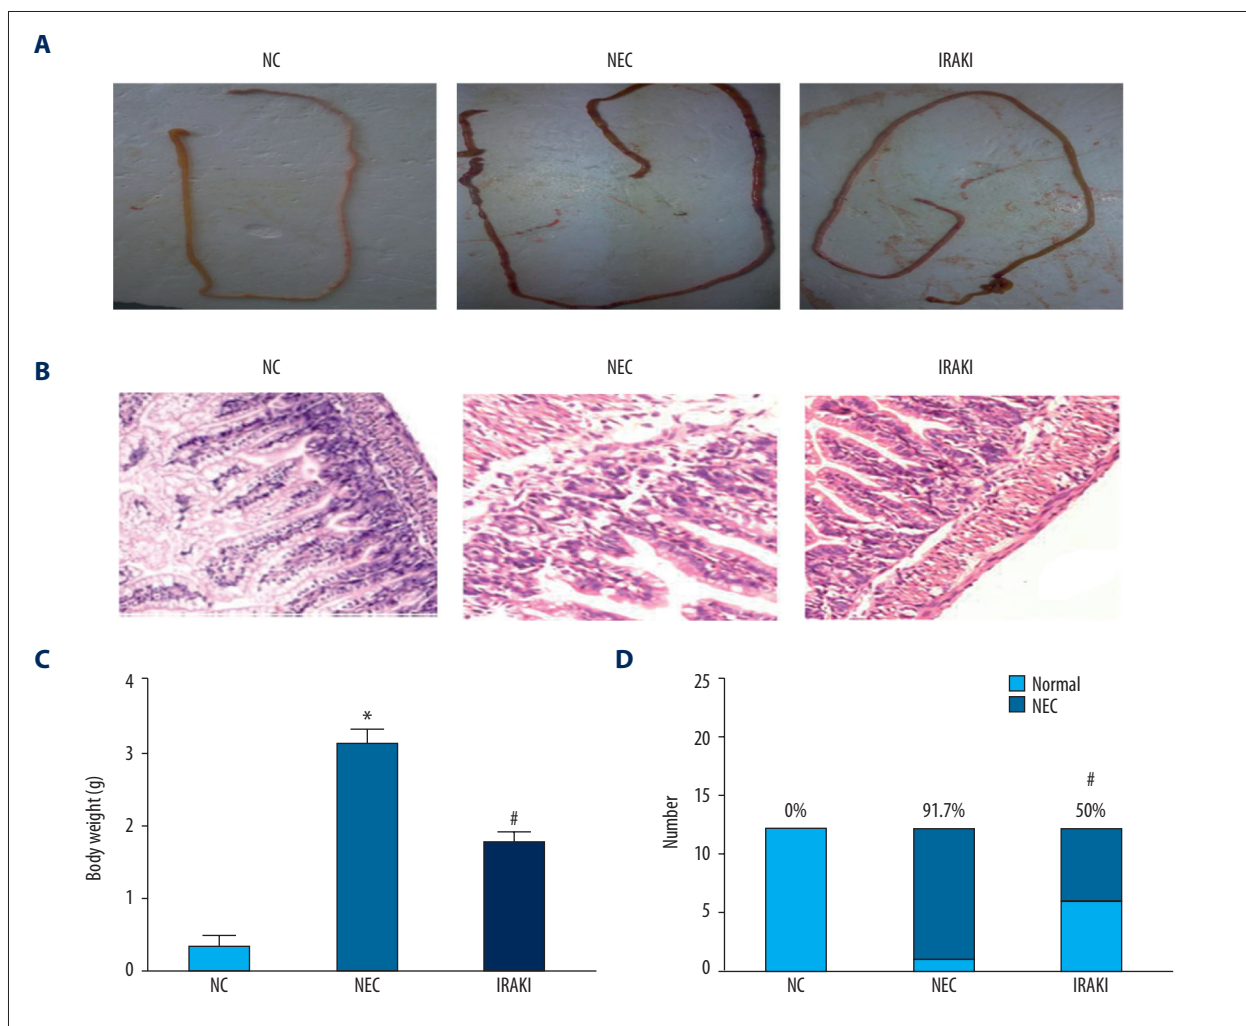 A
NC NEC IRAKI
B
NC NEC IRAKI
C
Body weight (g)
4
3
2
1
0
*
#
NC NEC IRAKI
D
Number
25
20
15
10
5
0
Normal
NEC
#
0% 91.7% 50%
NC NEC IRAKI